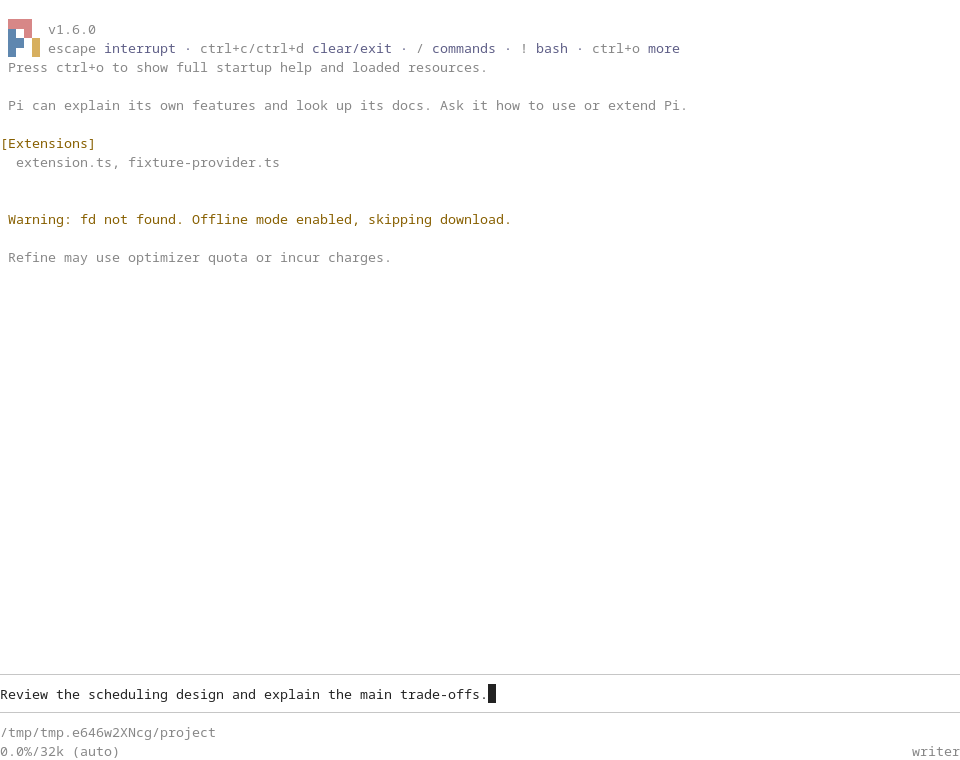 v1.6.0
escape interrupt · ctrl+c/ctrl+d clear/exit · / commands · ! bash · ctrl+o more
Press ctrl+o to show full startup help and loaded resources.
Pi can explain its own features and look up its docs. Ask it how to use or extend Pi.
[Extensions]
extension.ts, fixture-provider.ts
Warning: fd not found. Offline mode enabled, skipping download.
Refine may use optimizer quota or incur charges.
Review the scheduling design and explain the main trade-offs.
/tmp/tmp.e646w2XNcg/project
0.0%/32k (auto) writer